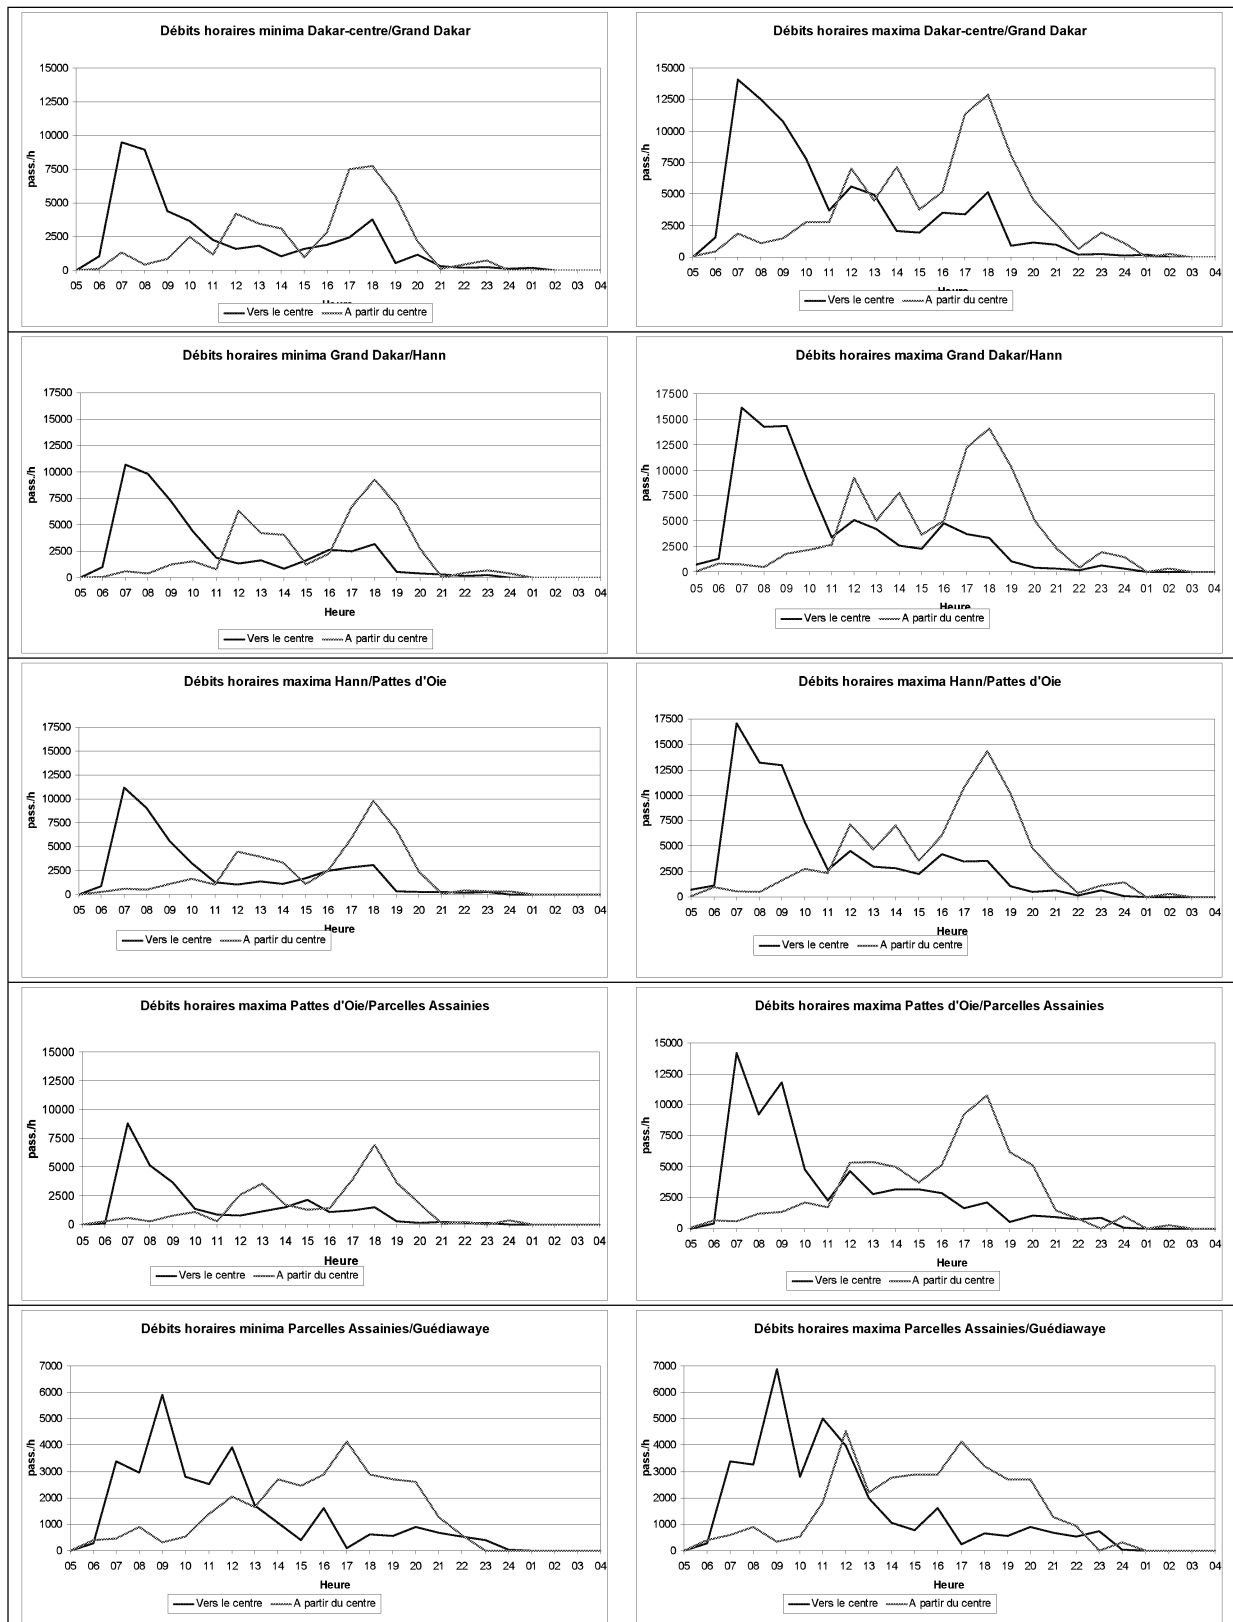 Débits horaires minima Dakar-centre/Grand Dakar
15000
12500
10000
7500
5000
2500
0
pass./h
05 06 07 08 09 10 11 12 13 14 15 16 17 18 19 20 21 22 23 24 01 02 03 04
Heure
Vers le centre A partir du centre
Débits horaires maxima Dakar-centre/Grand Dakar
15000
12500
10000
7500
5000
2500
0
pass./h
05 06 07 08 09 10 11 12 13 14 15 16 17 18 19 20 21 22 23 24 01 02 03 04
Heure
Vers le centre A partir du centre
Débits horaires minima Grand Dakar/Hann
17500
15000
12500
10000
7500
5000
2500
0
pass./h
05 06 07 08 09 10 11 12 13 14 15 16 17 18 19 20 21 22 23 24 01 02 03 04
Heure
Vers le centre A partir du centre
Débits horaires maxima Grand Dakar/Hann
17500
15000
12500
10000
7500
5000
2500
0
pass./h
05 06 07 08 09 10 11 12 13 14 15 16 17 18 19 20 21 22 23 24 01 02 03 04
Heure
Vers le centre A partir du centre
Débits horaires maxima Hann/Pattes d'Oie
17500
15000
12500
10000
7500
5000
2500
0
pass./h
05 06 07 08 09 10 11 12 13 14 15 16 17 18 19 20 21 22 23 24 01 02 03 04
Heure
Vers le centre A partir du centre
Débits horaires maxima Hann/Pattes d'Oie
17500
15000
12500
10000
7500
5000
2500
0
pass./h
05 06 07 08 09 10 11 12 13 14 15 16 17 18 19 20 21 22 23 24 01 02 03 04
Heure
Vers le centre A partir du centre
Débits horaires maxima Pattes d'Oie/Parcelles Assainies
15000
12500
10000
7500
5000
2500
0
pass./h
05 06 07 08 09 10 11 12 13 14 15 16 17 18 19 20 21 22 23 24 01 02 03 04
Heure
Vers le centre A partir du centre
Débits horaires maxima Pattes d'Oie/Parcelles Assainies
15000
12500
10000
7500
5000
2500
0
pass./h
05 06 07 08 09 10 11 12 13 14 15 16 17 18 19 20 21 22 23 24 01 02 03 04
Heure
Vers le centre A partir du centre
Débits horaires minima Parcelles Assainies/Guédiawaye
7000
6000
5000
4000
3000
2000
1000
0
pass./h
05 06 07 08 09 10 11 12 13 14 15 16 17 18 19 20 21 22 23 24 01 02 03 04
Heure
Vers le centre A partir du centre
Débits horaires maxima Parcelles Assainies/Guédiawaye
7000
6000
5000
4000
3000
2000
1000
0
pass./h
05 06 07 08 09 10 11 12 13 14 15 16 17 18 19 20 21 22 23 24 01 02 03 04
Heure
Vers le centre A partir du centre